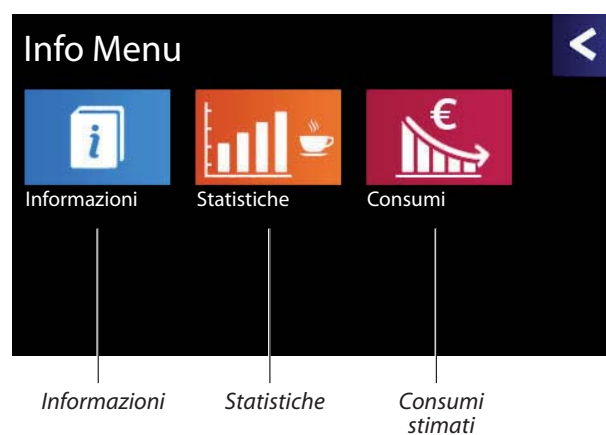 Info Menu
<
i
€
Informazioni Statistiche Consumi
Informazioni Statistiche Consumi
stimati